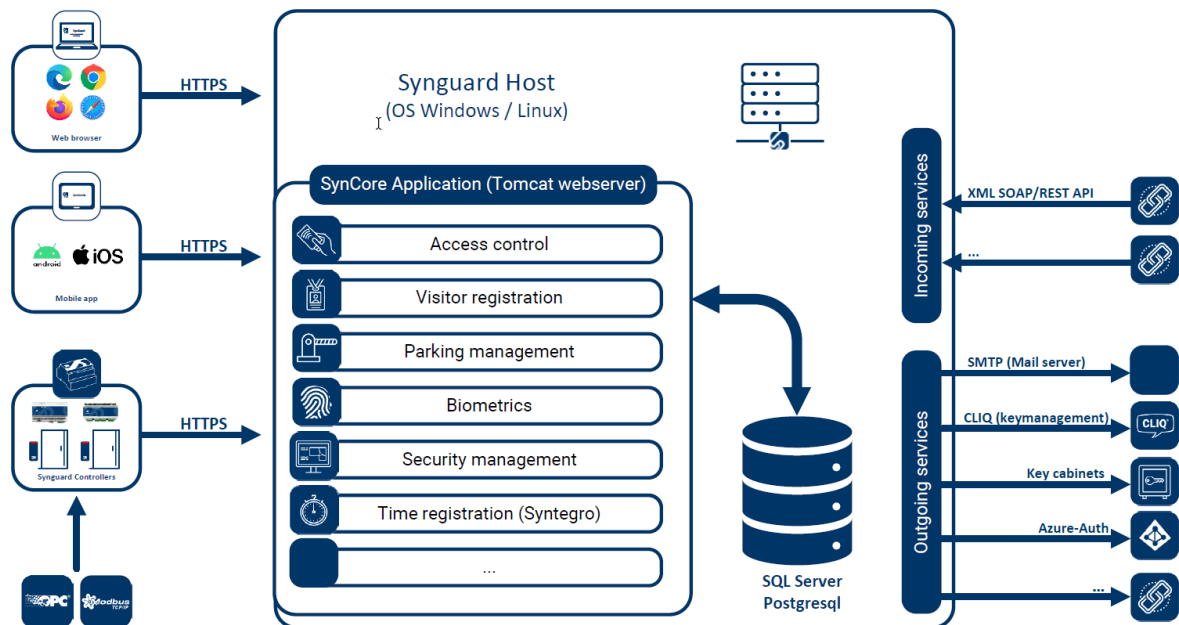 Web browser
HTTPS
android
iOS
Mobile app
HTTPS
Synguard Controllers
HTTPS
OPC
Modbus
TCP/IP
Synguard Host
(OS Windows / Linux)
SynCore Application (Tomcat webserver)
Access control
Visitor registration
Parking management
Biometrics
Security management
Time registration (Syntegro)
...
SQL Server
Postgresql
Incoming services
XML SOAP/REST API
...
Outgoing services
SMTP (Mail server)
CLIQ (keymanagement)
CLIQ
Key cabinets
Azure-Auth
...